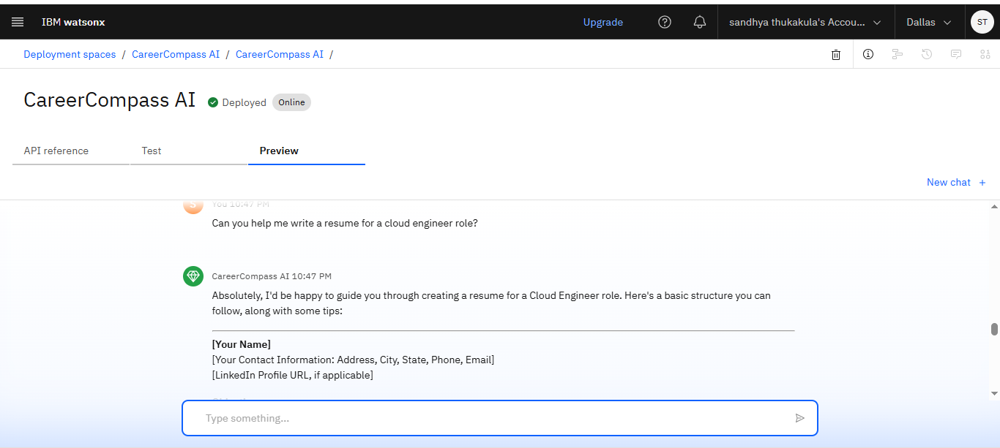 IBM watsonx
Upgrade
sandhya thukakula's Accou...
Dallas
ST
Deployment spaces / CareerCompass AI / CareerCompass AI /
CareerCompass AI
Deployed
Online
API reference
Test
Preview
New chat +
S
You 10:47 PM
Can you help me write a resume for a cloud engineer role?
CareerCompass AI 10:47 PM
Absolutely, I'd be happy to guide you through creating a resume for a Cloud Engineer role. Here's a basic structure you can
follow, along with some tips:
[Your Name]
[Your Contact Information: Address, City, State, Phone, Email]
[LinkedIn Profile URL, if applicable]
Type something...